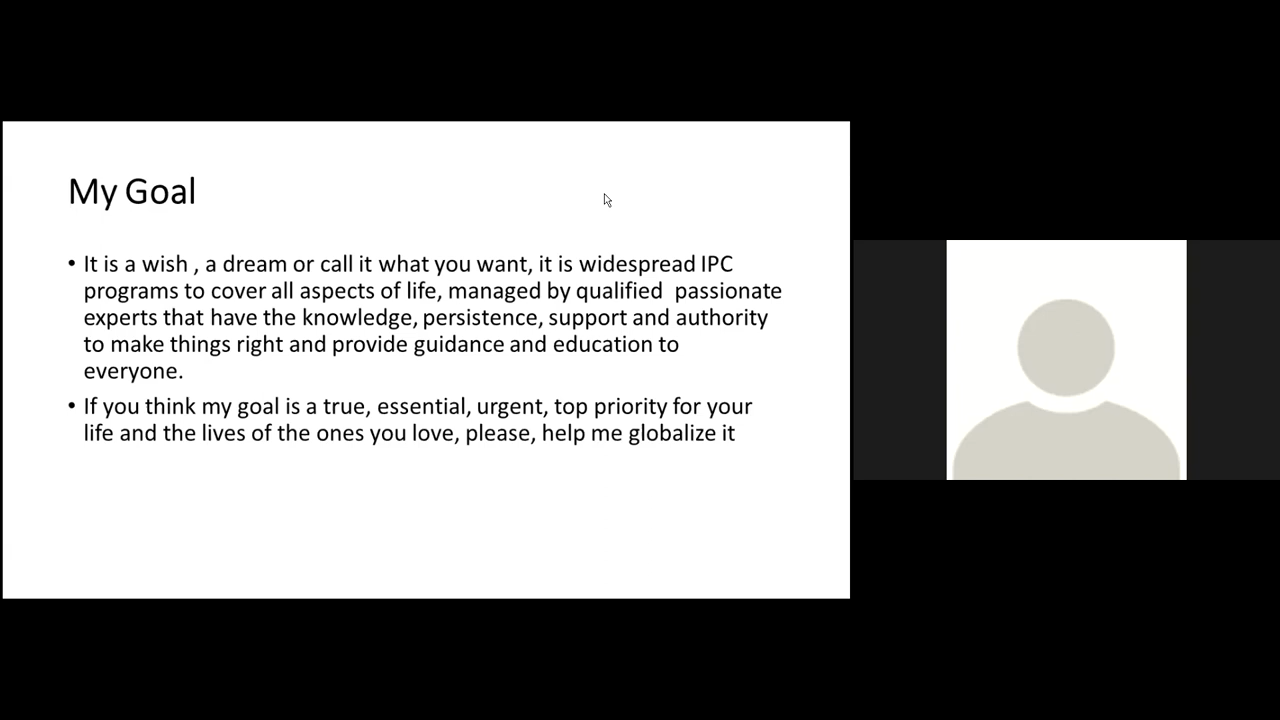 My Goal
• It is a wish , a dream or call it what you want, it is widespread IPC
programs to cover all aspects of life, managed by qualified  passionate
experts that have the knowledge, persistence, support and authority
to make things right and provide guidance and education to
everyone.
• If you think my goal is a true, essential, urgent, top priority for your
life and the lives of the ones you love, please, help me globalize it